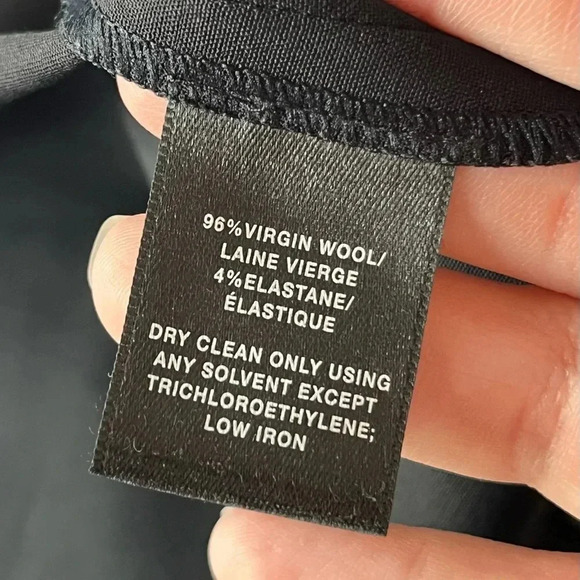 96%VIRGIN WOOL/
LAINE VIERGE
4%ELASTANE/
ÉLASTIQUE
DRY CLEAN ONLY USING
ANY SOLVENT EXCEPT
TRICHLOROETHYLENE;
LOW IRON